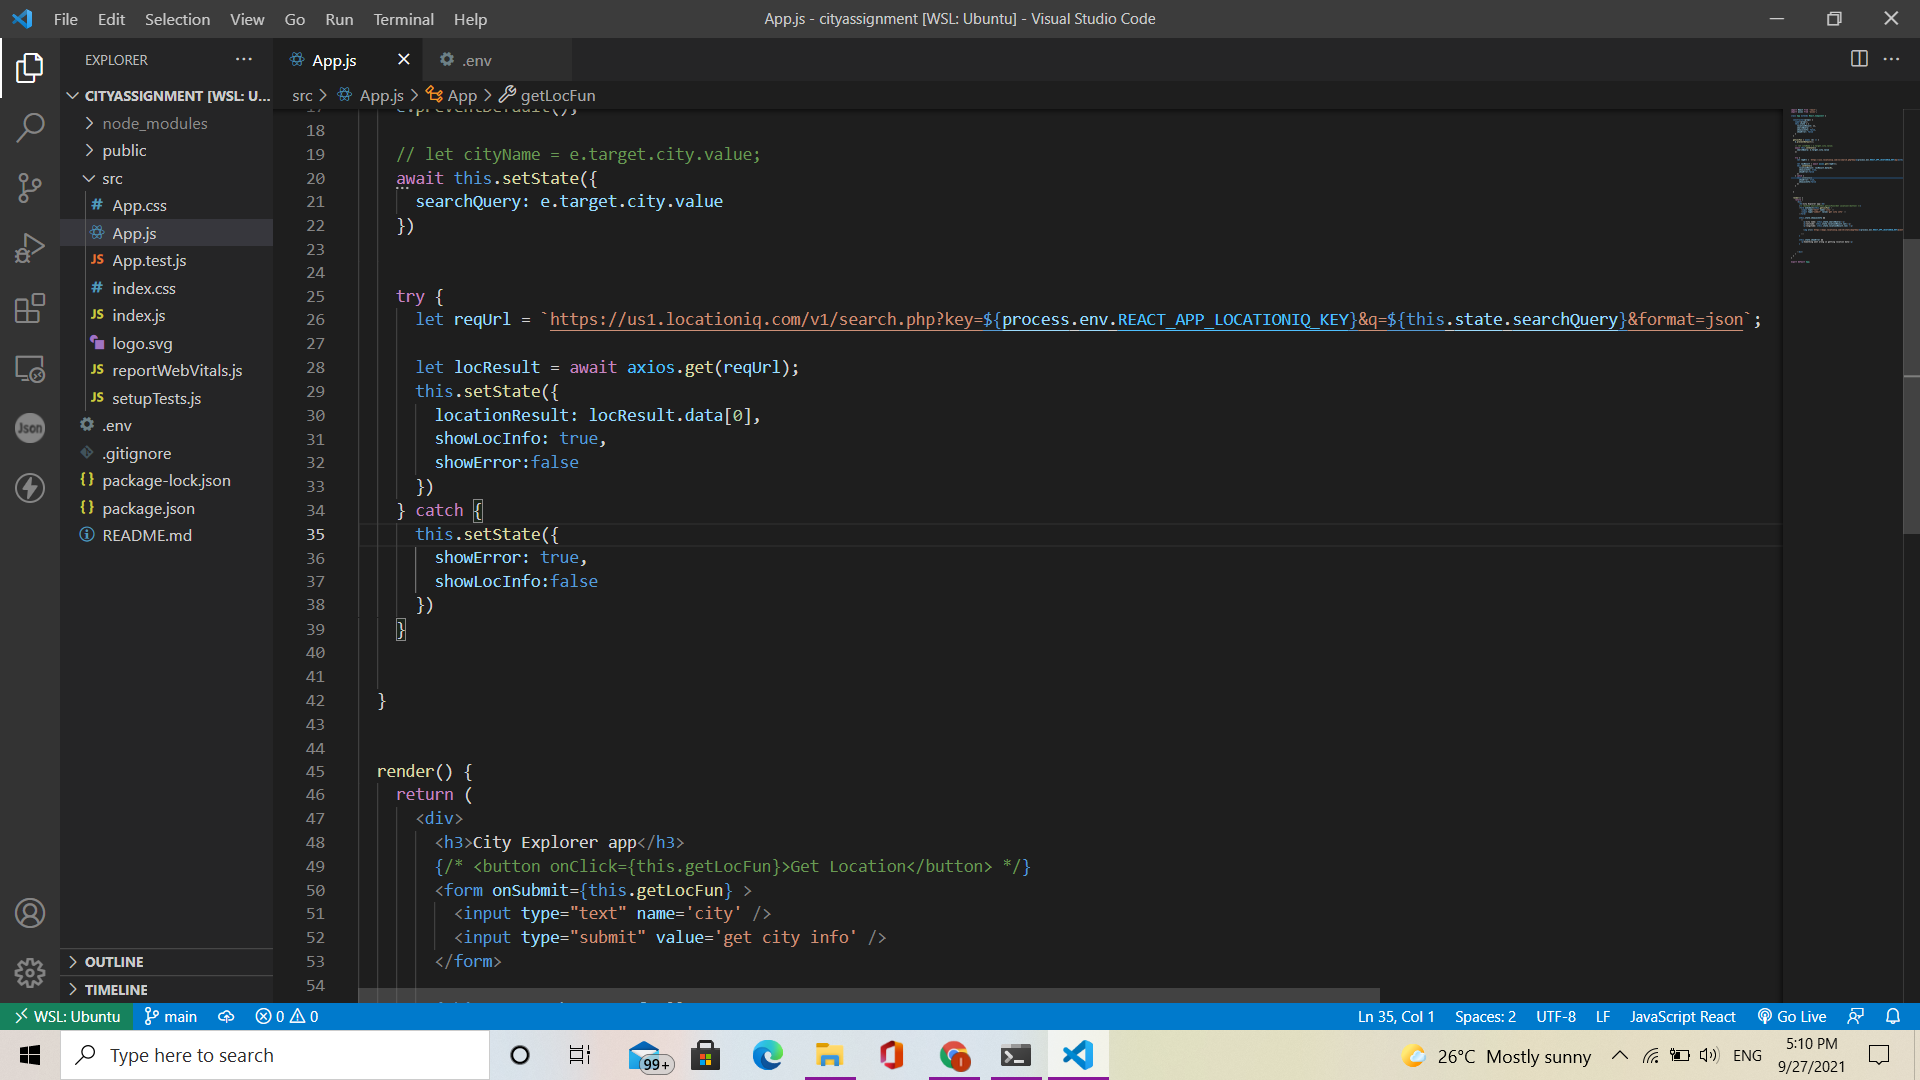 File Edit Selection View Go Run Terminal Help
App.js - cityassignment [WSL: Ubuntu] - Visual Studio Code
EXPLORER
App.js
.env
CITYASSIGNMENT [WSL: U...
src > App.js > App > getLocFun
node_modules
public
src
App.css
App.js
App.test.js
index.css
index.js
logo.svg
reportWebVitals.js
setupTests.js
.env
.gitignore
package-lock.json
package.json
README.md
OUTLINE
TIMELINE
Json
17 e.preventDefault();
18
19 // let cityName = e.target.city.value;
20 await this.setState({
21 searchQuery: e.target.city.value
22 })
23
24
25 try {
26 let reqUrl = `https://us1.locationiq.com/v1/search.php?key=${process.env.REACT_APP_LOCATIONIQ_KEY}&q=${this.state.searchQuery}&format=json`;
27
28 let locResult = await axios.get(reqUrl);
29 this.setState({
30 locationResult: locResult.data[0],
31 showLocInfo: true,
32 showError:false
33 })
34 } catch {
35 this.setState({
36 showError: true,
37 showLocInfo:false
38 })
39 }
40
41
42 }
43
44
45 render() {
46 return (
47 <div>
48 <h3>City Explorer app</h3>
49 {/* <button onClick={this.getLocFun}>Get Location</button> */}
50 <form onSubmit={this.getLocFun} >
51 <input type="text" name='city' />
52 <input type="submit" value='get city info' />
53 </form>
54
WSL: Ubuntu main 0 0 Ln 35, Col 1 Spaces: 2 UTF-8 LF JavaScript React Go Live
Type here to search
99+
26°C Mostly sunny
ENG
5:10 PM
9/27/2021